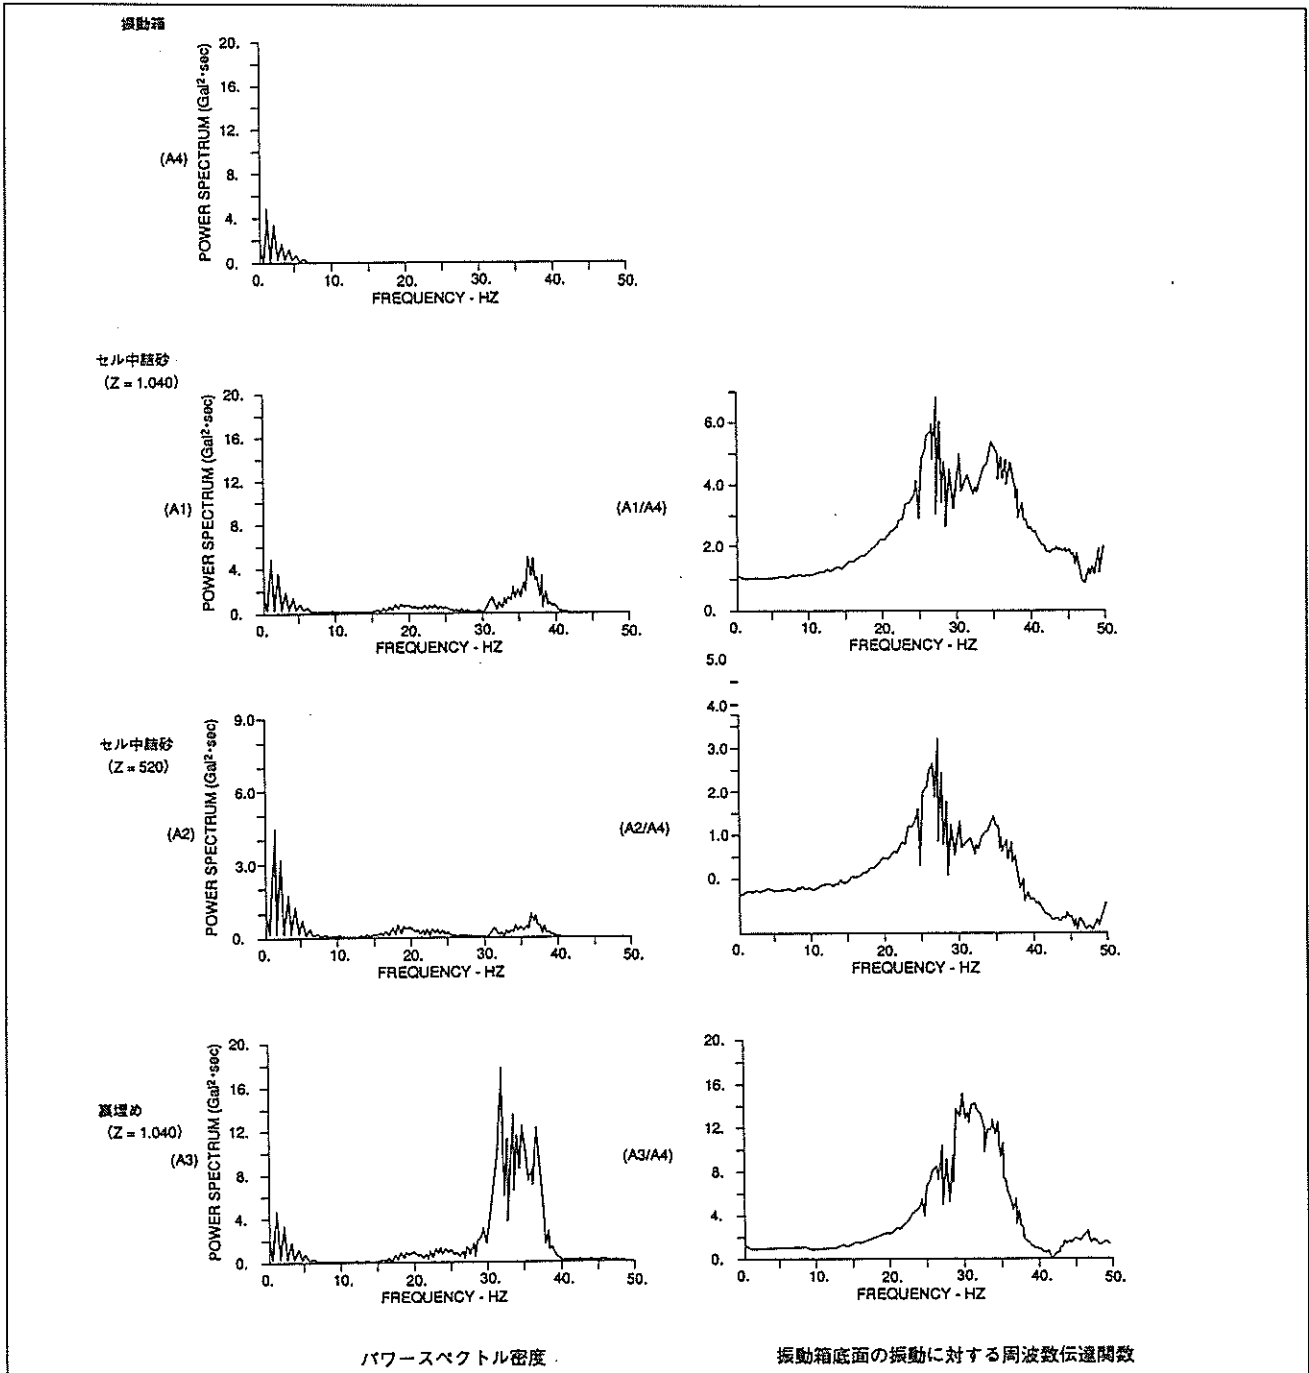 振動箱
(A4)
POWER SPECTRUM (Gal²·sec)
20.
16.
12.
8.
4.
0.
0. 10. 20. 30. 40. 50.
FREQUENCY - HZ
セル中詰砂
(Z = 1.040)
(A1)
POWER SPECTRUM (Gal²·sec)
20.
16.
12.
8.
4.
0.
0. 10. 20. 30. 40. 50.
FREQUENCY - HZ
(A1/A4)
6.0
4.0
2.0
0.
0. 10. 20. 30. 40. 50.
FREQUENCY - HZ
セル中詰砂
(Z = 520)
(A2)
POWER SPECTRUM (Gal²·sec)
9.0
6.0
3.0
0.
0. 10. 20. 30. 40. 50.
FREQUENCY - HZ
(A2/A4)
5.0
4.0
3.0
2.0
1.0
0.
0. 10. 20. 30. 40. 50.
FREQUENCY - HZ
裏埋め
(Z = 1.040)
(A3)
POWER SPECTRUM (Gal²·sec)
20.
16.
12.
8.
4.
0.
0. 10. 20. 30. 40. 50.
FREQUENCY - HZ
(A3/A4)
20.
16.
12.
8.
4.
0.
0. 10. 20. 30. 40. 50.
FREQUENCY - HZ
パワースペクトル密度
振動箱底面の振動に対する周波数伝達関数